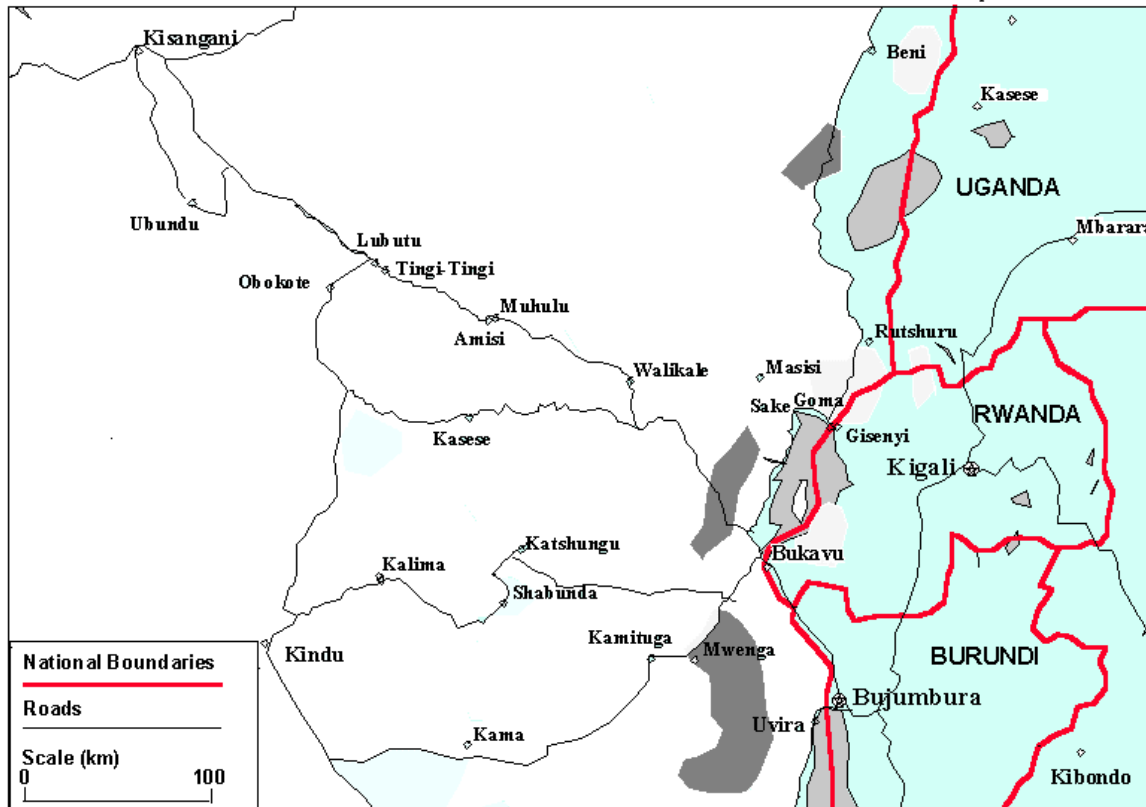 Kisangani
Beni
Kasese
UGANDA
Ubundu
Mbarara
Lubutu
Tingi-Tingi
Obokote
Muhulu
Amisi
Rutshuru
Walikale
Masisi
Sake
Goma
RWANDA
Kasese
Gisenyi
Kigali
Katshungu
Bukavu
Kalima
Shabunda
Kamituga
Mwenga
Kindu
BURUNDI
Bujumbura
Uvira
Kama
Kibondo
National Boundaries
Roads
Scale (km)
0 100